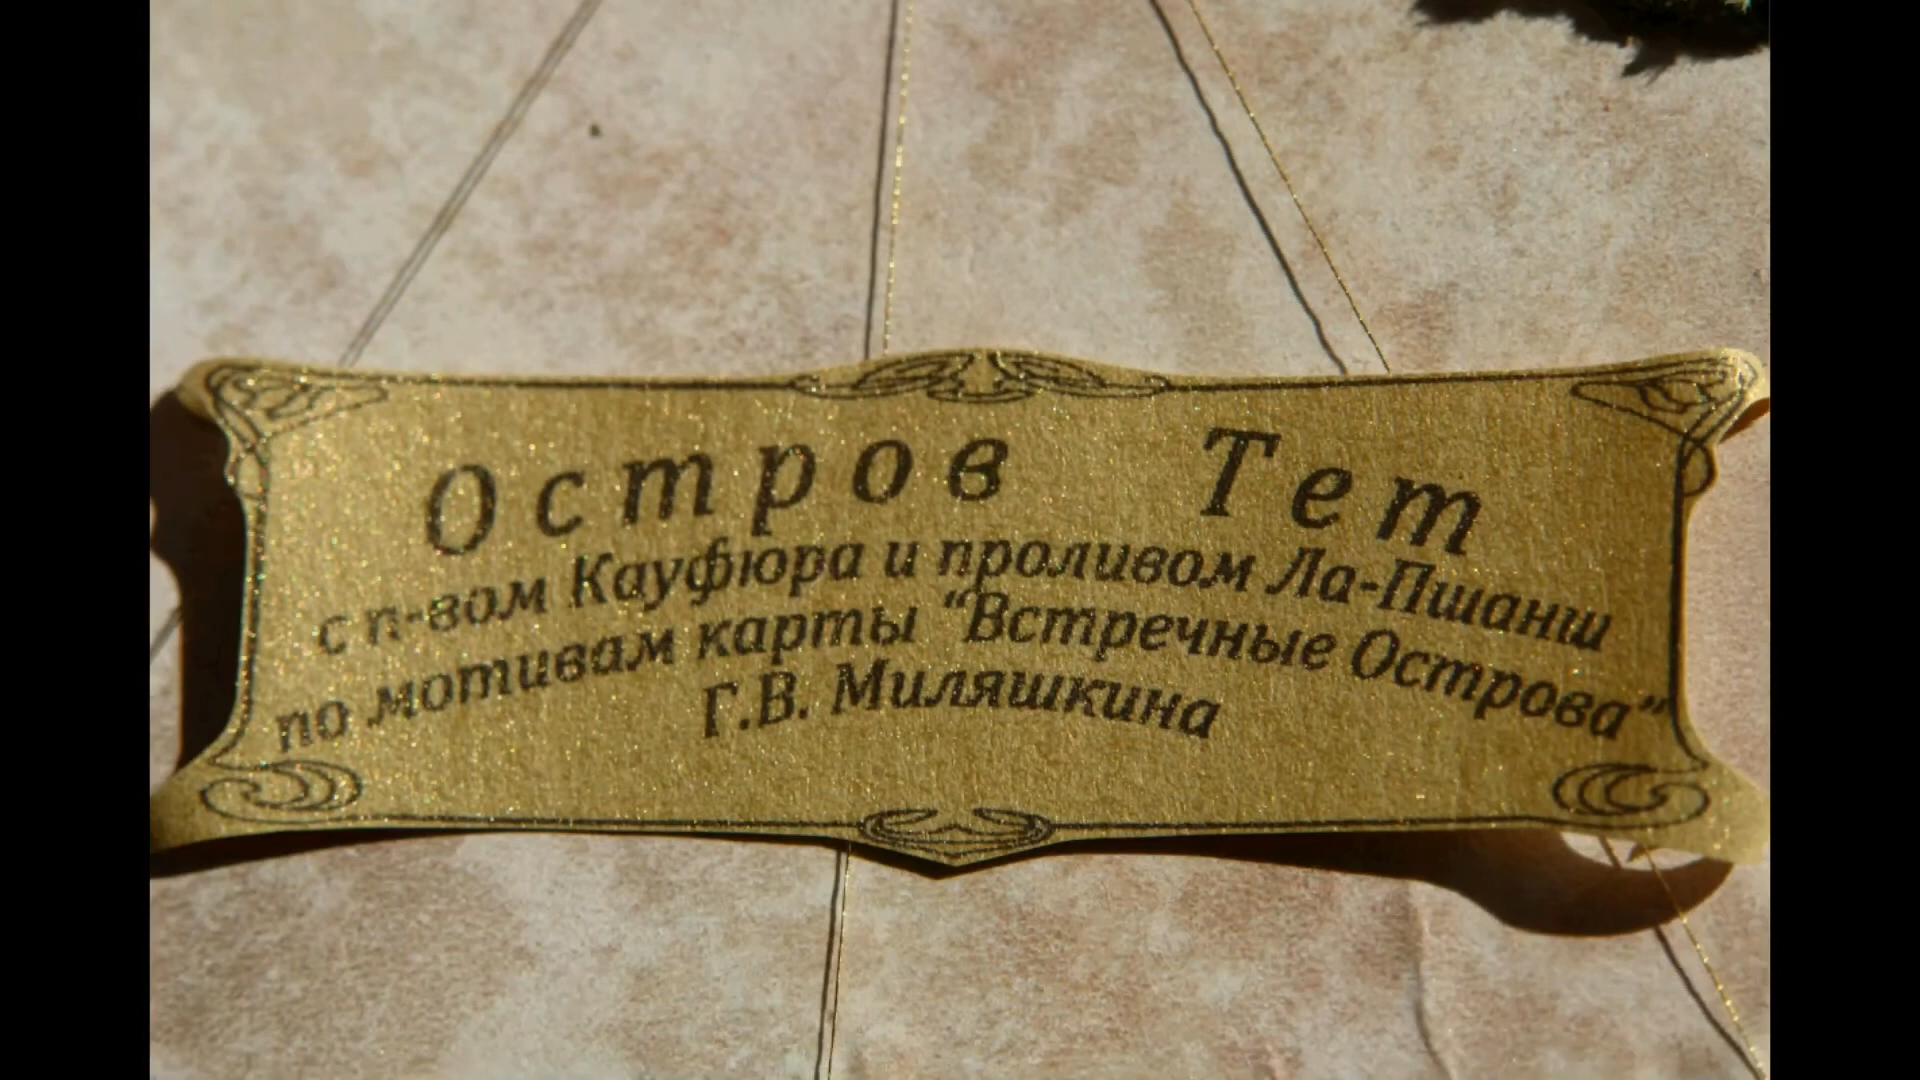 Остров Тет
с п-вом Кауфюра и проливом Ла-Пшанш
по мотивам карты “Встречные Острова”
Г.В. Миляшкина